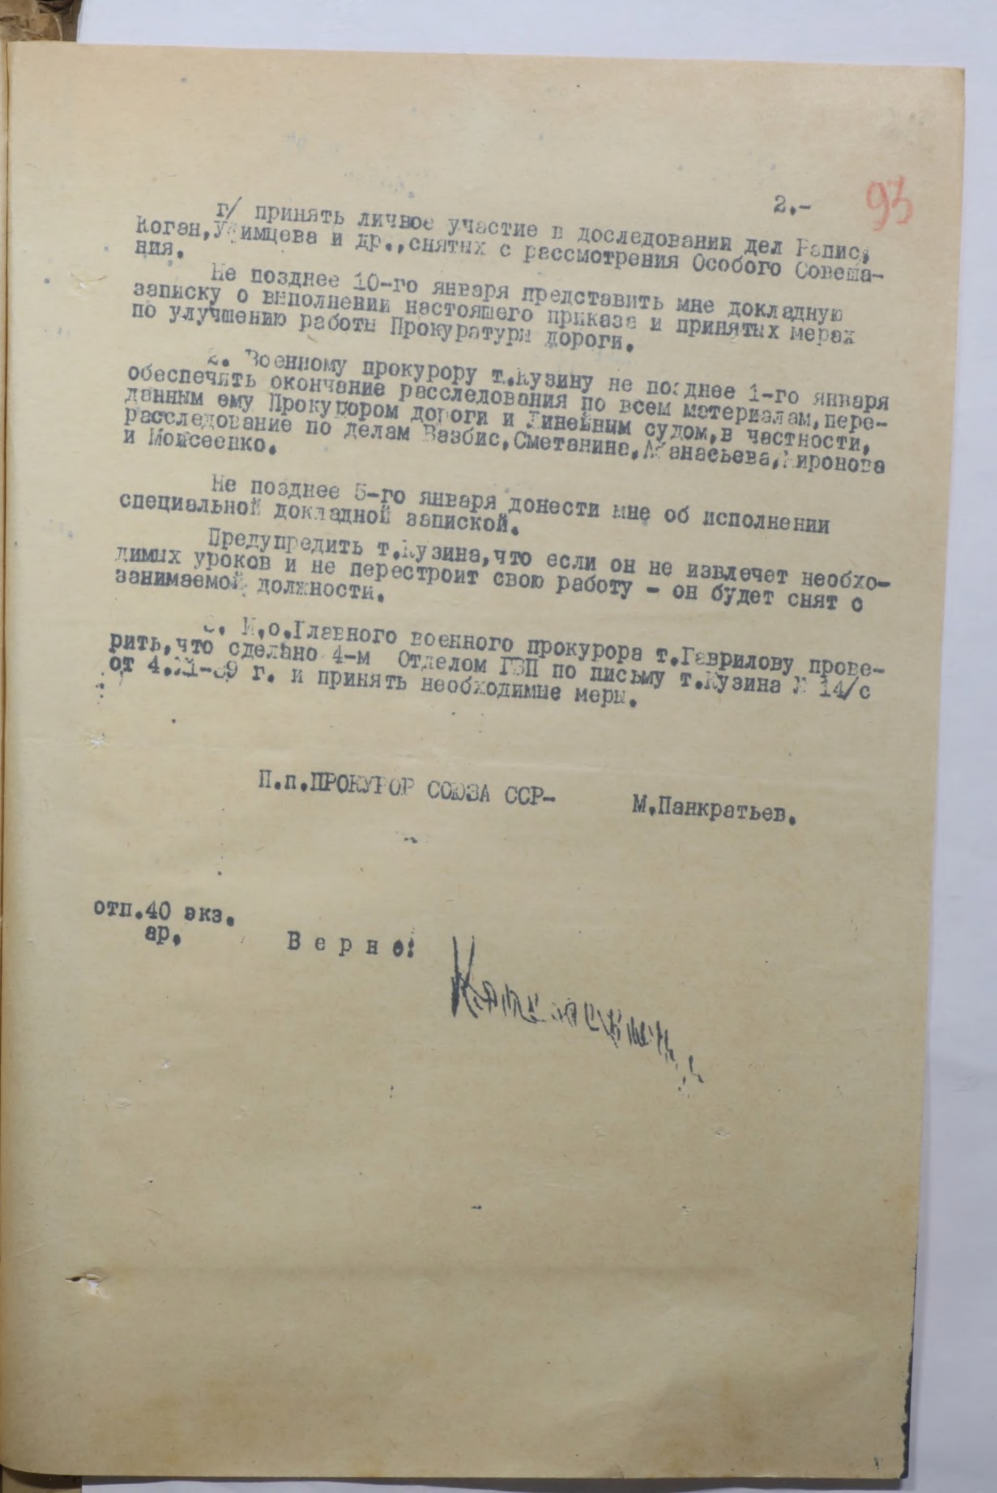 2.-
93
г/ принять личное участие в доследовании дел Рапис,
Коган, и др.,снятых с рассмотрения Особого Совеща-
ния.
Не позднее 10-го января представить мне докладную
записку о выполнении настоящего приказа и принятых мерах
по улучшению работы Прокуратуры дороги.
2. Военному прокурору т.Кузину не позднее 1-го января
обеспечить окончание расследования по всем материалам,пере-
данным ему Прокурором дороги и Линейным судом,в частности,
расследование по делам Вазбис,Сметанина,Афанасьева,Миронова
и Моисеенко.
Не позднее 5-го января донести мне об исполнении
специальной докладной запиской.
Предупредить т.Кузина,что если он не извлечет необхо-
димых уроков и не перестроит свою работу - он будет снят с
занимаемой должности.
3. И.о.Главного военного прокурора т.Гаврилову прове-
рить,что сделано 4-м Отделом ГВП по письму т.Кузина № 14/с
от г. и принять необходимые меры.
П.п.ПРОКУРОР СОЮЗА ССР-
М.Панкратьев.
отп.40 экз.
ар.
В е р н о: